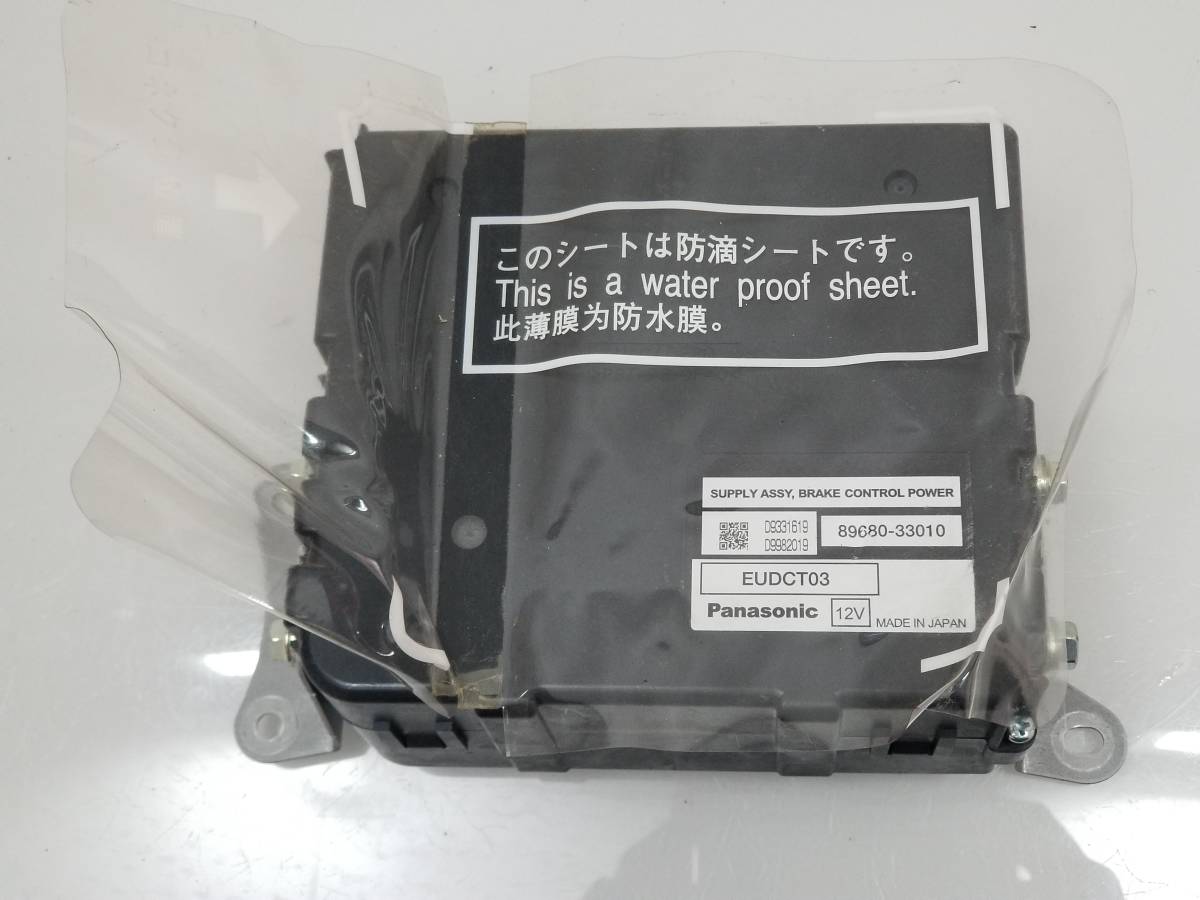 このシートは防滴シートです。
This is a water proof sheet.
此薄膜为防水膜。
SUPPLY ASSY, BRAKE CONTROL POWER
D9331619
D9982019
89680-33010
EUDCT03
Panasonic 12V MADE IN JAPAN